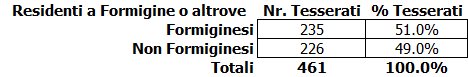 Residenti a Formigine o altrove Nr. Tesserati % Tesserati
Formiginesi 235 51.0%
Non Formiginesi 226 49.0%
Totali 461 100.0%